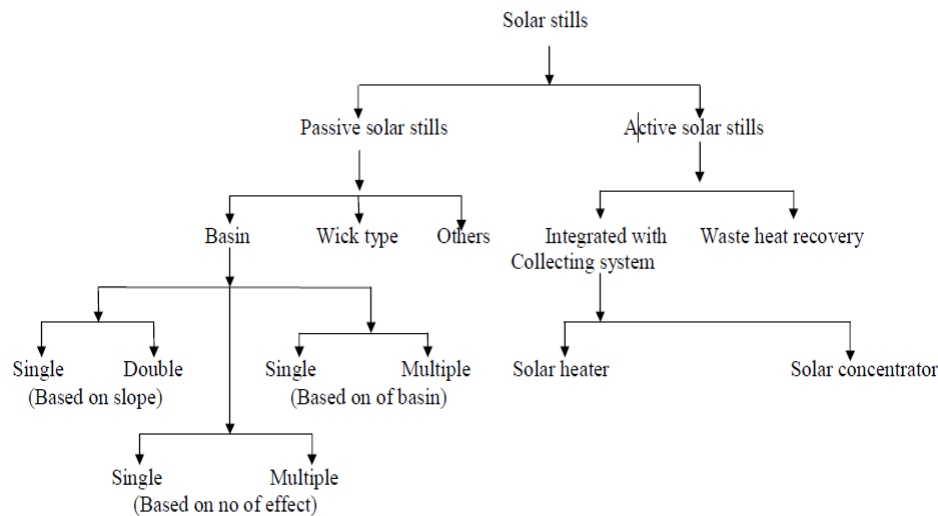 Solar stills
Passive solar stills
Active solar stills
Basin
Wick type
Others
Integrated with
Collecting system
Waste heat recovery
Single
Double
(Based on slope)
Single
Multiple
(Based on of basin)
Solar heater
Solar concentrator
Single
Multiple
(Based on no of effect)